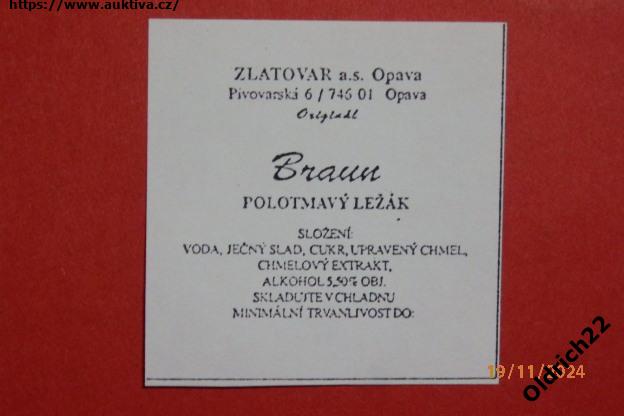 https://www.auktiva.cz/
ZLATOVAR a.s. Opava
Pivovarská 6 / 746 01 Opava
Braun
POLOTMAVÝ LEŽÁK
SLOŽENÍ:
VODA, JEČNÝ SLAD, CUKR, UPRAVENÝ CHMEL,
CHMELOVÝ EXTRAKT,
ALKOHOL 5,50% OBJ.
SKLADUJTE V CHLADNU
MINIMÁLNÍ TRVANLIVOST DO:
19/11/2024
Oldrich22